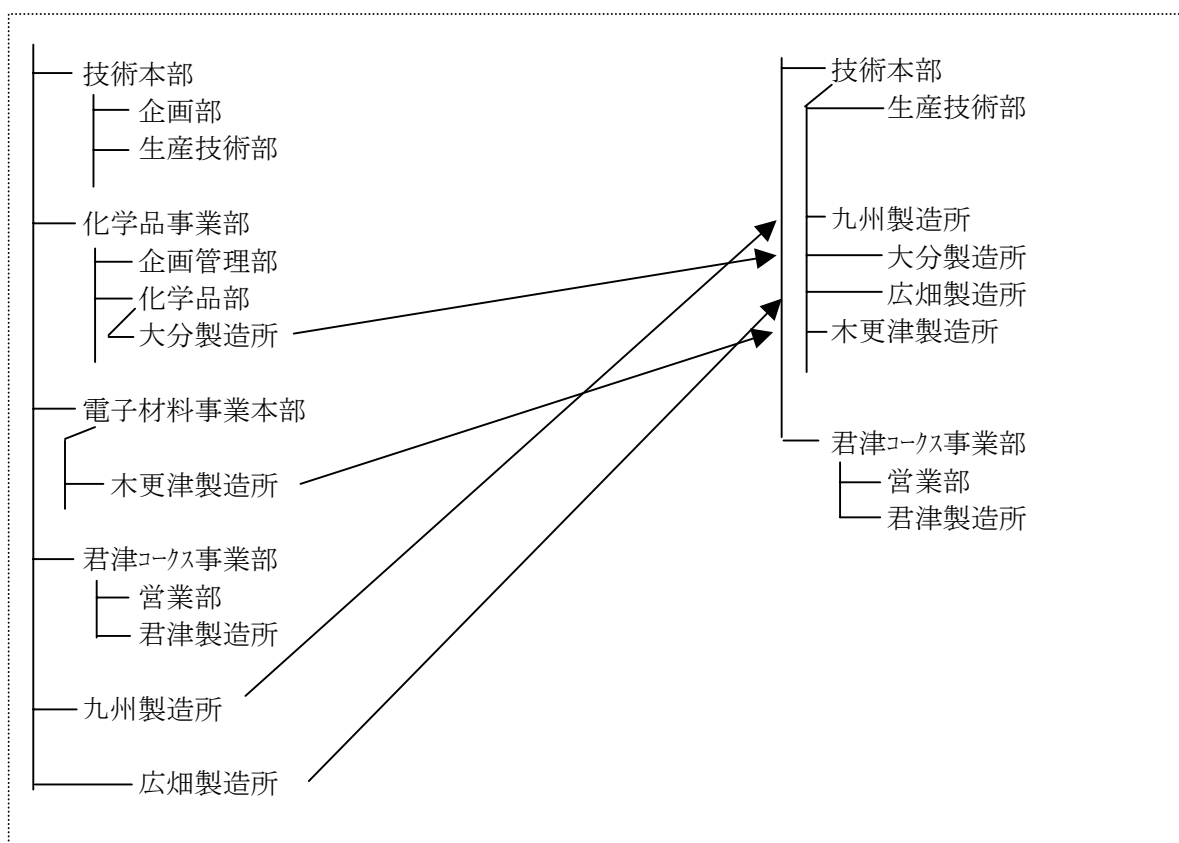 技術本部
企画部
生産技術部
化学品事業部
企画管理部
化学品部
大分製造所
電子材料事業本部
木更津製造所
君津ｺｰｸｽ事業部
営業部
君津製造所
九州製造所
広畑製造所
技術本部
生産技術部
九州製造所
大分製造所
広畑製造所
木更津製造所
君津ｺｰｸｽ事業部
営業部
君津製造所